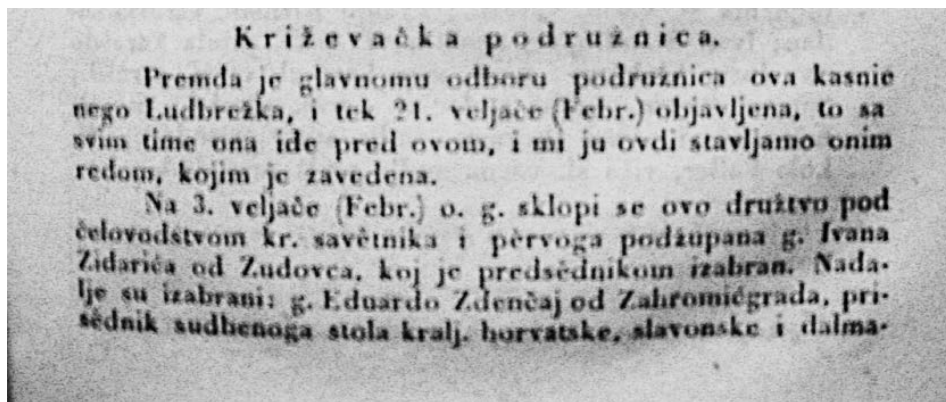 Križevačka podružnica.
Premda je glavnomu odboru podružnica ova kasnie
nego Ludbrežka, i tek 21. veljače (Febr.) objavljena, to sa
svim time ona ide pred ovom, i mi ju ovdi stavljamo onim
redom, kojim je zavedena.
Na 3. veljače (Febr.) o. g. sklopi se ovo družtvo pod
čelovodstvom kr. savětnika i pèrvoga podžupana g. Ivana
Zidarića od Zudovca, koj je predsědnikom izabran. Nada-
lje su izabrani: g. Eduardo Zdenčaj od Zahromićgrada, pri-
sědnik sudbenoga stola kralj. horvatske, slavonske i dalma-